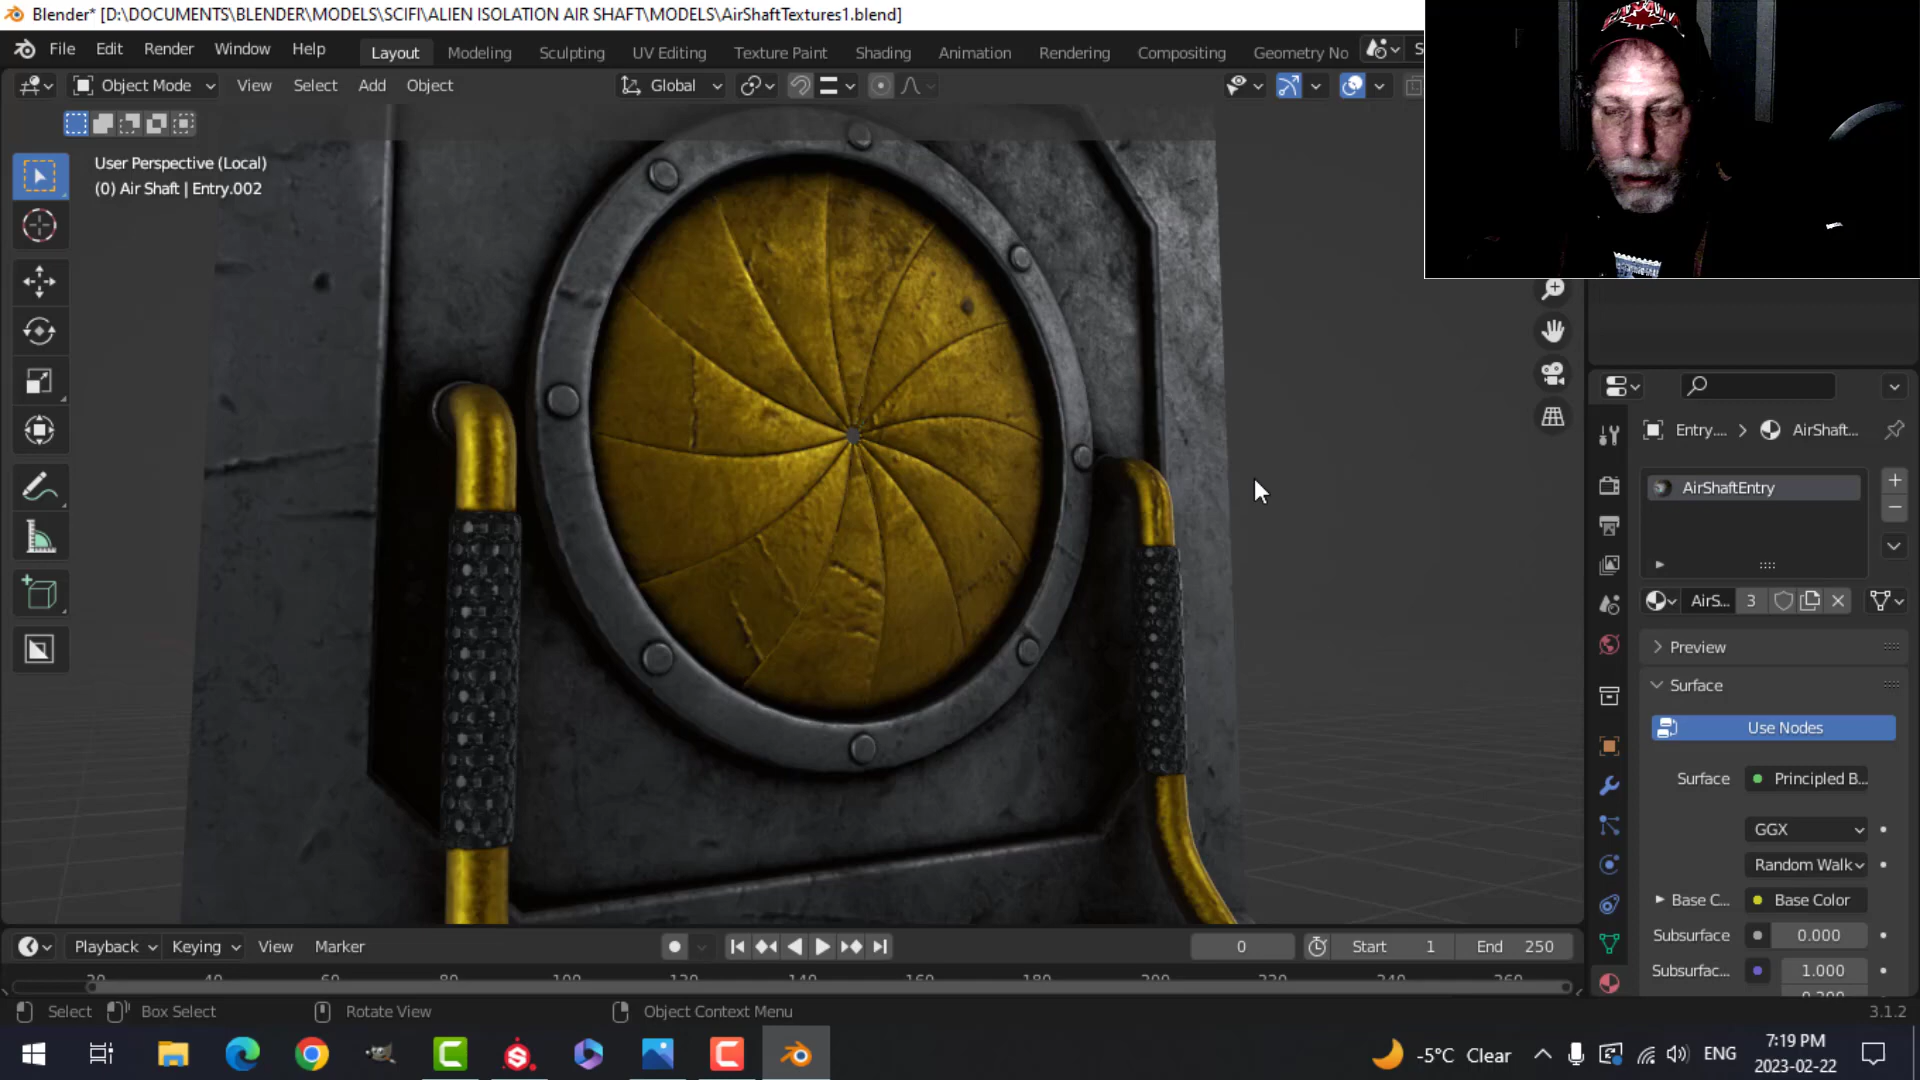 Blender* [D:\DOCUMENTS\BLENDER\MODELS\SCIFI\ALIEN ISOLATION AIR SHAFT\MODELS\AirShaftTextures1.blend]
File Edit Render Window Help Layout Modeling Sculpting UV Editing Texture Paint Shading Animation Rendering Compositing Geometry No
Object Mode View Select Add Object Global
User Perspective (Local)
(0) Air Shaft | Entry.002
Entry.... AirShaft...
AirShaftEntry
AirS... 3
Preview
Surface
Use Nodes
Surface Principled B...
GGX
Random Walk
Base C... Base Color
Subsurface 0.000
Subsurfac... 1.000
Playback Keying View Marker 0 Start 1 End 250
Select Box Select Rotate View Object Context Menu 3.1.2
-5°C Clear ENG 7:19 PM
2023-02-22